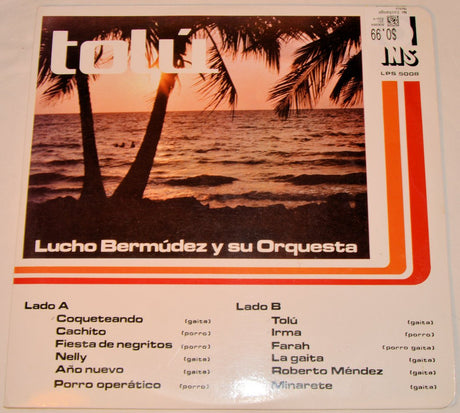 tolú
$0.99
INS
LPS 5008
Lucho Bermúdez y su Orquesta
Lado A
Coqueteando (gaita)
Cachito (porro)
Fiesta de negritos (porro)
Nelly (gaita)
Año nuevo (gaita)
Porro operático (porro)
Lado B
Tolú (gaita)
Irma (porro)
Farah (porro gaita)
La gaita (gaita)
Roberto Méndez (gaita)
Minarete (gaita)